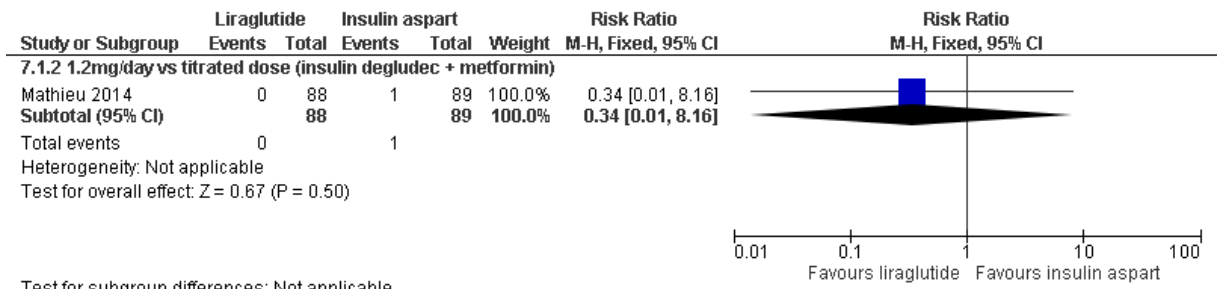 Liraglutide Insulin aspart Risk Ratio Risk Ratio
Study or Subgroup Events Total Events Total Weight M-H, Fixed, 95% CI M-H, Fixed, 95% CI
7.1.2 1.2mg/day vs titrated dose (insulin degludec + metformin)
Mathieu 2014 0 88 1 89 100.0% 0.34 [0.01, 8.16]
Subtotal (95% CI) 88 89 100.0% 0.34 [0.01, 8.16]
Total events 0 1
Heterogeneity: Not applicable
Test for overall effect: Z = 0.67 (P = 0.50)
0.01 0.1 1 10 100
Favours liraglutide Favours insulin aspart
Test for subgroup differences: Not applicable